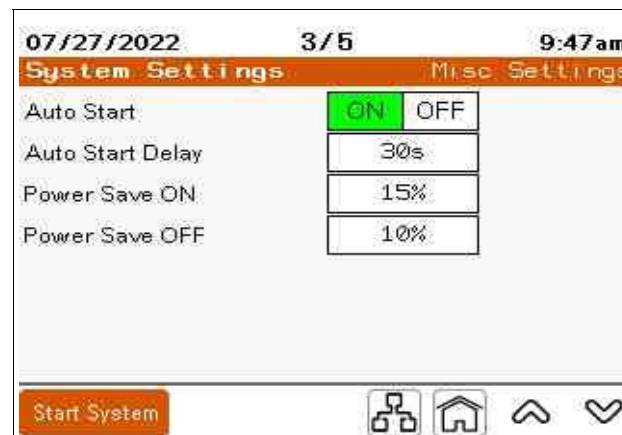 07/27/2022 3/5 9:47am
System Settings Misc Settings
Auto Start ON OFF
Auto Start Delay 30s
Power Save ON 15%
Power Save OFF 10%
Start System